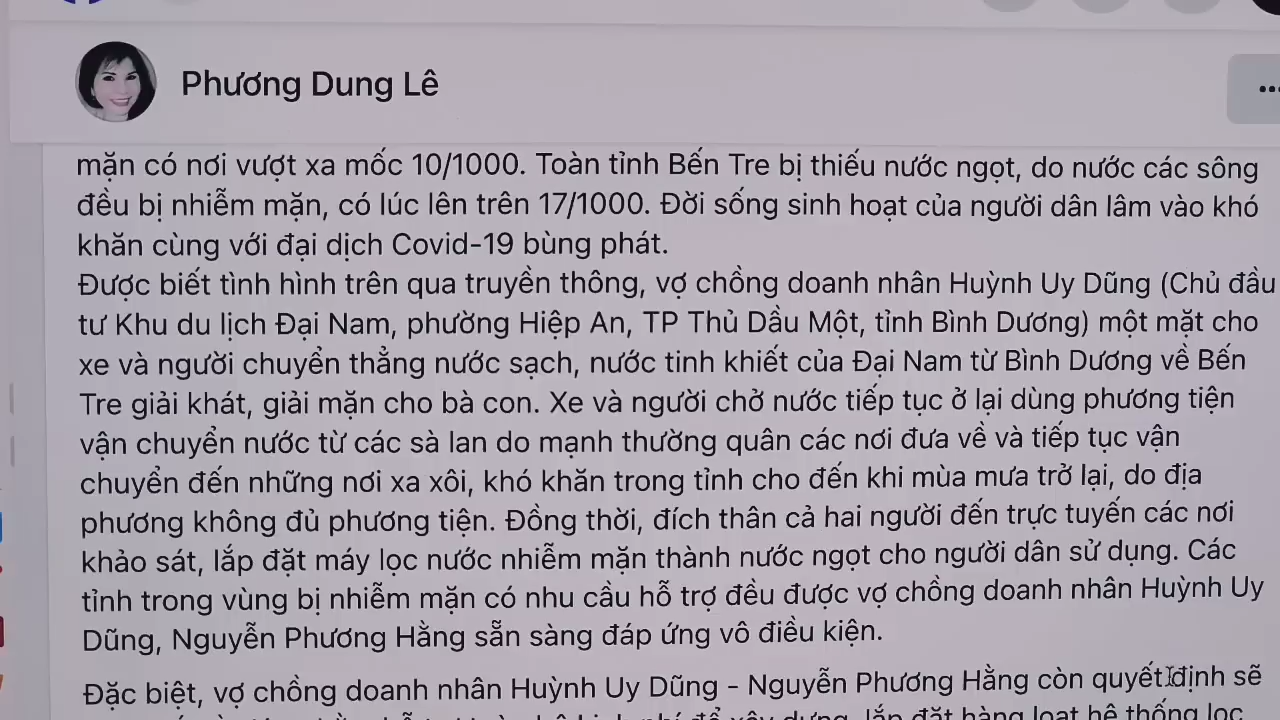 Phương Dung Lê
mặn có nơi vượt xa mốc 10/1000. Toàn tỉnh Bến Tre bị thiếu nước ngọt, do nước các sông
đều bị nhiễm mặn, có lúc lên trên 17/1000. Đời sống sinh hoạt của người dân lâm vào khó
khăn cùng với đại dịch Covid-19 bùng phát.
Được biết tình hình trên qua truyền thông, vợ chồng doanh nhân Huỳnh Uy Dũng (Chủ đầu
tư Khu du lịch Đại Nam, phường Hiệp An, TP Thủ Dầu Một, tỉnh Bình Dương) một mặt cho
xe và người chuyển thẳng nước sạch, nước tinh khiết của Đại Nam từ Bình Dương về Bến
Tre giải khát, giải mặn cho bà con. Xe và người chở nước tiếp tục ở lại dùng phương tiện
vận chuyển nước từ các sà lan do mạnh thường quân các nơi đưa về và tiếp tục vận
chuyển đến những nơi xa xôi, khó khăn trong tỉnh cho đến khi mùa mưa trở lại, do địa
phương không đủ phương tiện. Đồng thời, đích thân cả hai người đến trực tuyến các nơi
khảo sát, lắp đặt máy lọc nước nhiễm mặn thành nước ngọt cho người dân sử dụng. Các
tỉnh trong vùng bị nhiễm mặn có nhu cầu hỗ trợ đều được vợ chồng doanh nhân Huỳnh Uy
Dũng, Nguyễn Phương Hằng sẵn sàng đáp ứng vô điều kiện.
Đặc biệt, vợ chồng doanh nhân Huỳnh Uy Dũng - Nguyễn Phương Hằng còn quyết định sẽ
để xây dựng, lắp đặt hàng loạt hệ thống lọc